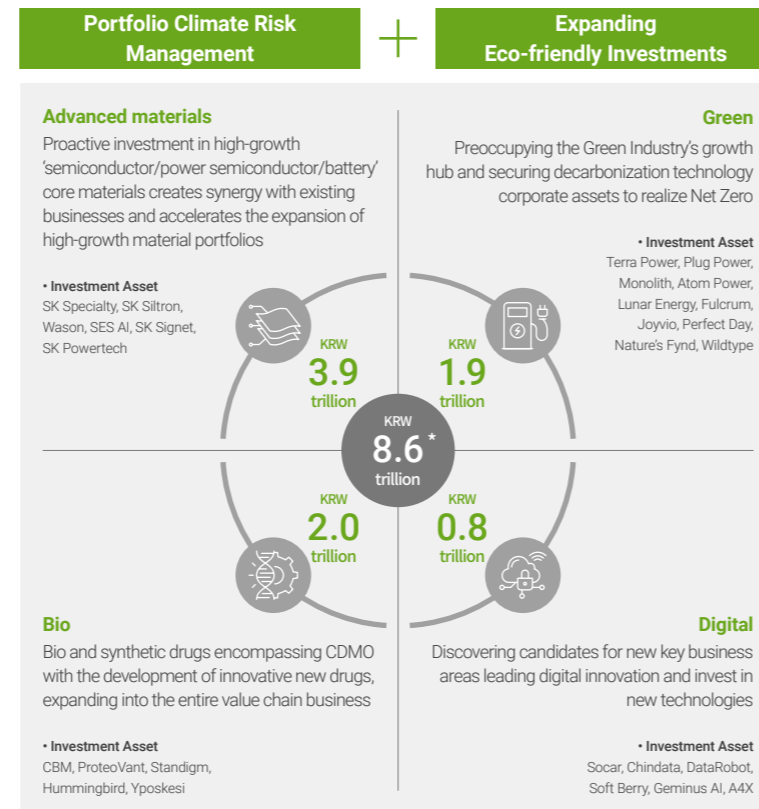 Portfolio Climate Risk
Management
+
Expanding
Eco-friendly Investments
Advanced materials
Proactive investment in high-growth
‘semiconductor/power semiconductor/battery’
core materials creates synergy with existing
businesses and accelerates the expansion of
high-growth material portfolios
• Investment Asset
SK Specialty, SK Siltron,
Wason, SES AI, SK Signet,
SK Powertech
KRW
3.9
trillion
Green
Preoccupying the Green Industry’s growth
hub and securing decarbonization technology
corporate assets to realize Net Zero
• Investment Asset
Terra Power, Plug Power,
Monolith, Atom Power,
Lunar Energy, Fulcrum,
Joyvio, Perfect Day,
Nature’s Fynd, Wildtype
KRW
1.9
trillion
KRW
8.6 *
trillion
KRW
2.0
trillion
Bio
Bio and synthetic drugs encompassing CDMO
with the development of innovative new drugs,
expanding into the entire value chain business
• Investment Asset
CBM, ProteoVant, Standigm,
Hummingbird, Yposkesi
KRW
0.8
trillion
Digital
Discovering candidates for new key business
areas leading digital innovation and invest in
new technologies
• Investment Asset
Socar, Chindata, DataRobot,
Soft Berry, Geminus AI, A4X